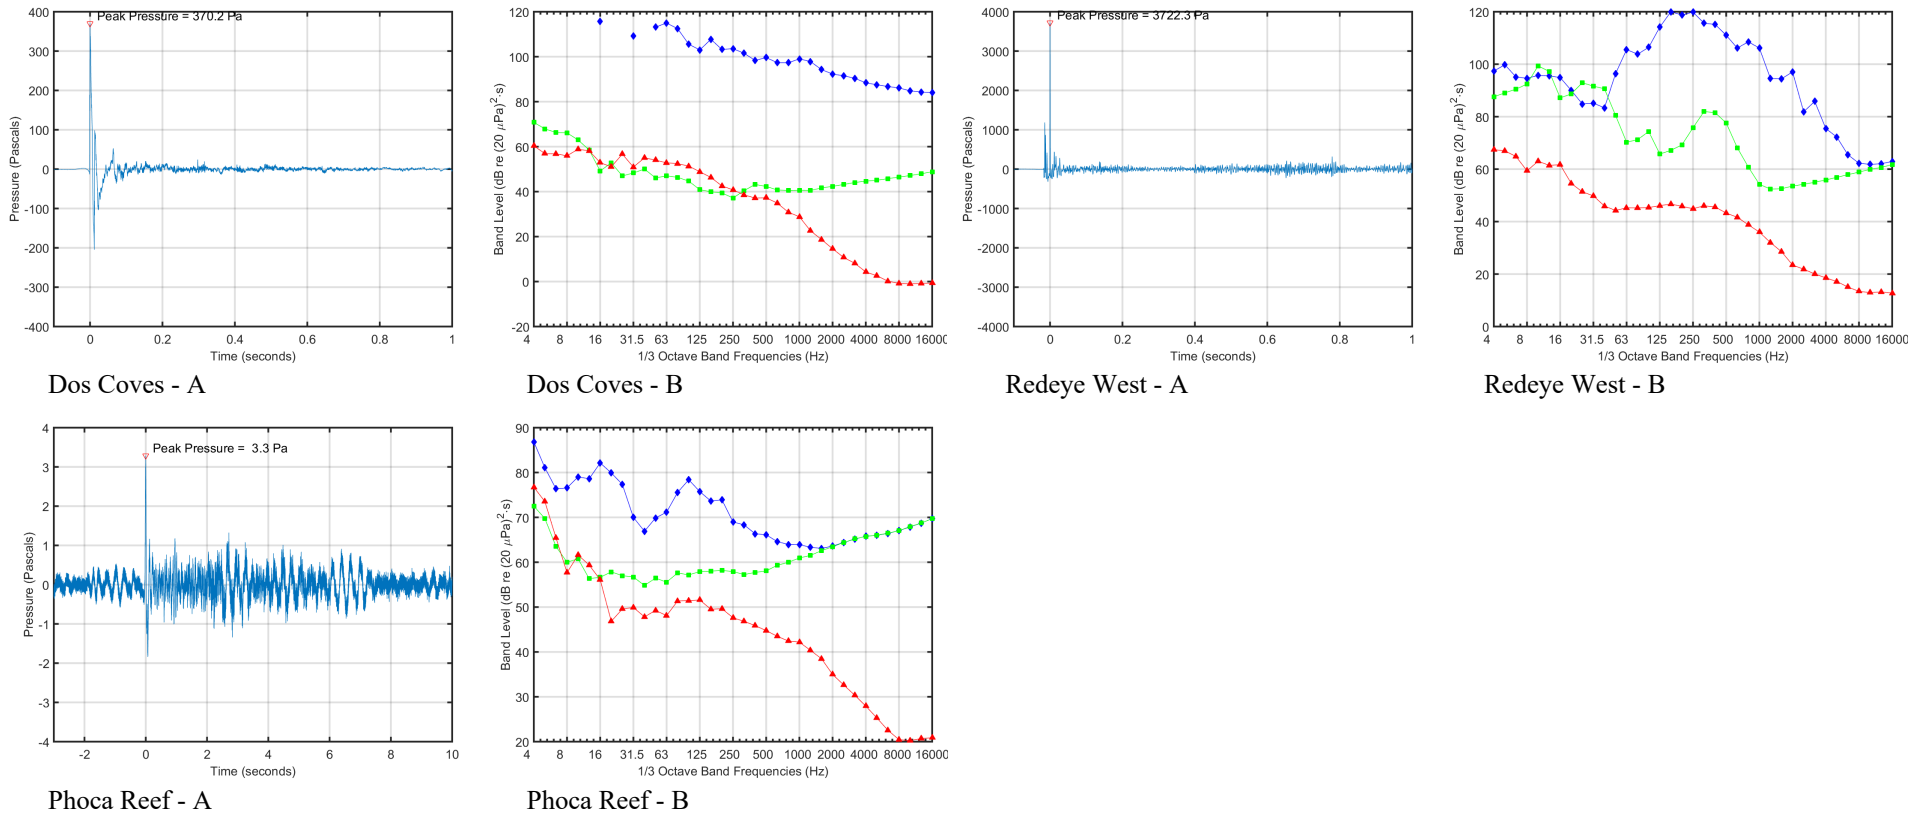 Peak Pressure = 370.2 Pa
400
300
200
100
0
-100
-200
-300
-400
Pressure (Pascals)
0 0.2 0.4 0.6 0.8 1
Time (seconds)
Dos Coves - A
120
100
80
60
40
20
0
-20
Band Level (dB re (20 μPa)²·s)
4 8 16 31.5 63 125 250 500 1000 2000 4000 8000 16000
1/3 Octave Band Frequencies (Hz)
Dos Coves - B
Peak Pressure = 3722.3 Pa
4000
3000
2000
1000
0
-1000
-2000
-3000
-4000
Pressure (Pascals)
0 0.2 0.4 0.6 0.8 1
Time (seconds)
Redeye West - A
120
100
80
60
40
20
0
Band Level (dB re (20 μPa)²·s)
4 8 16 31.5 63 125 250 500 1000 2000 4000 8000 16000
1/3 Octave Band Frequencies (Hz)
Redeye West - B
Peak Pressure = 3.3 Pa
4
3
2
1
0
-1
-2
-3
-4
Pressure (Pascals)
-2 0 2 4 6 8 10
Time (seconds)
Phoca Reef - A
90
80
70
60
50
40
30
20
Band Level (dB re (20 μPa)²·s)
4 8 16 31.5 63 125 250 500 1000 2000 4000 8000 16000
1/3 Octave Band Frequencies (Hz)
Phoca Reef - B